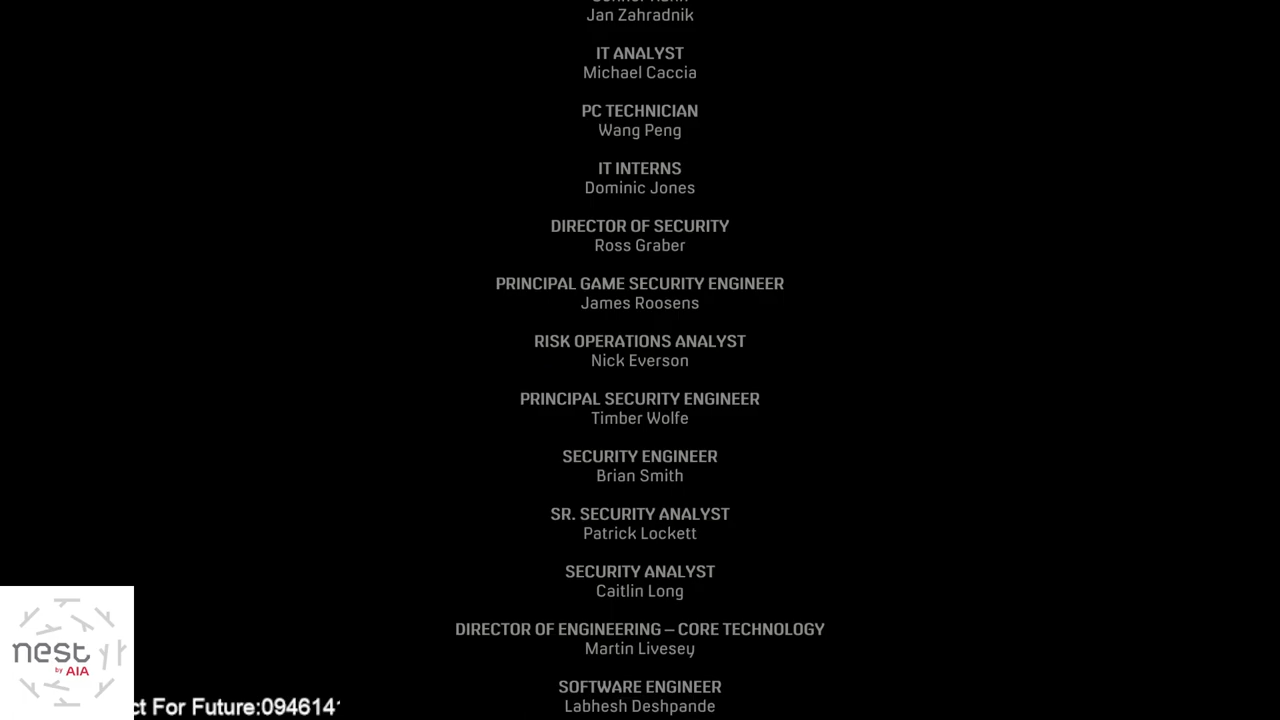 Jan Zahradnik
IT ANALYST
Michael Caccia
PC TECHNICIAN
Wang Peng
IT INTERNS
Dominic Jones
DIRECTOR OF SECURITY
Ross Graber
PRINCIPAL GAME SECURITY ENGINEER
James Roosens
RISK OPERATIONS ANALYST
Nick Everson
PRINCIPAL SECURITY ENGINEER
Timber Wolfe
SECURITY ENGINEER
Brian Smith
SR. SECURITY ANALYST
Patrick Lockett
SECURITY ANALYST
Caitlin Long
DIRECTOR OF ENGINEERING – CORE TECHNOLOGY
Martin Livesey
SOFTWARE ENGINEER
Labhesh Deshpande
nest
by AIA
ct For Future:094614